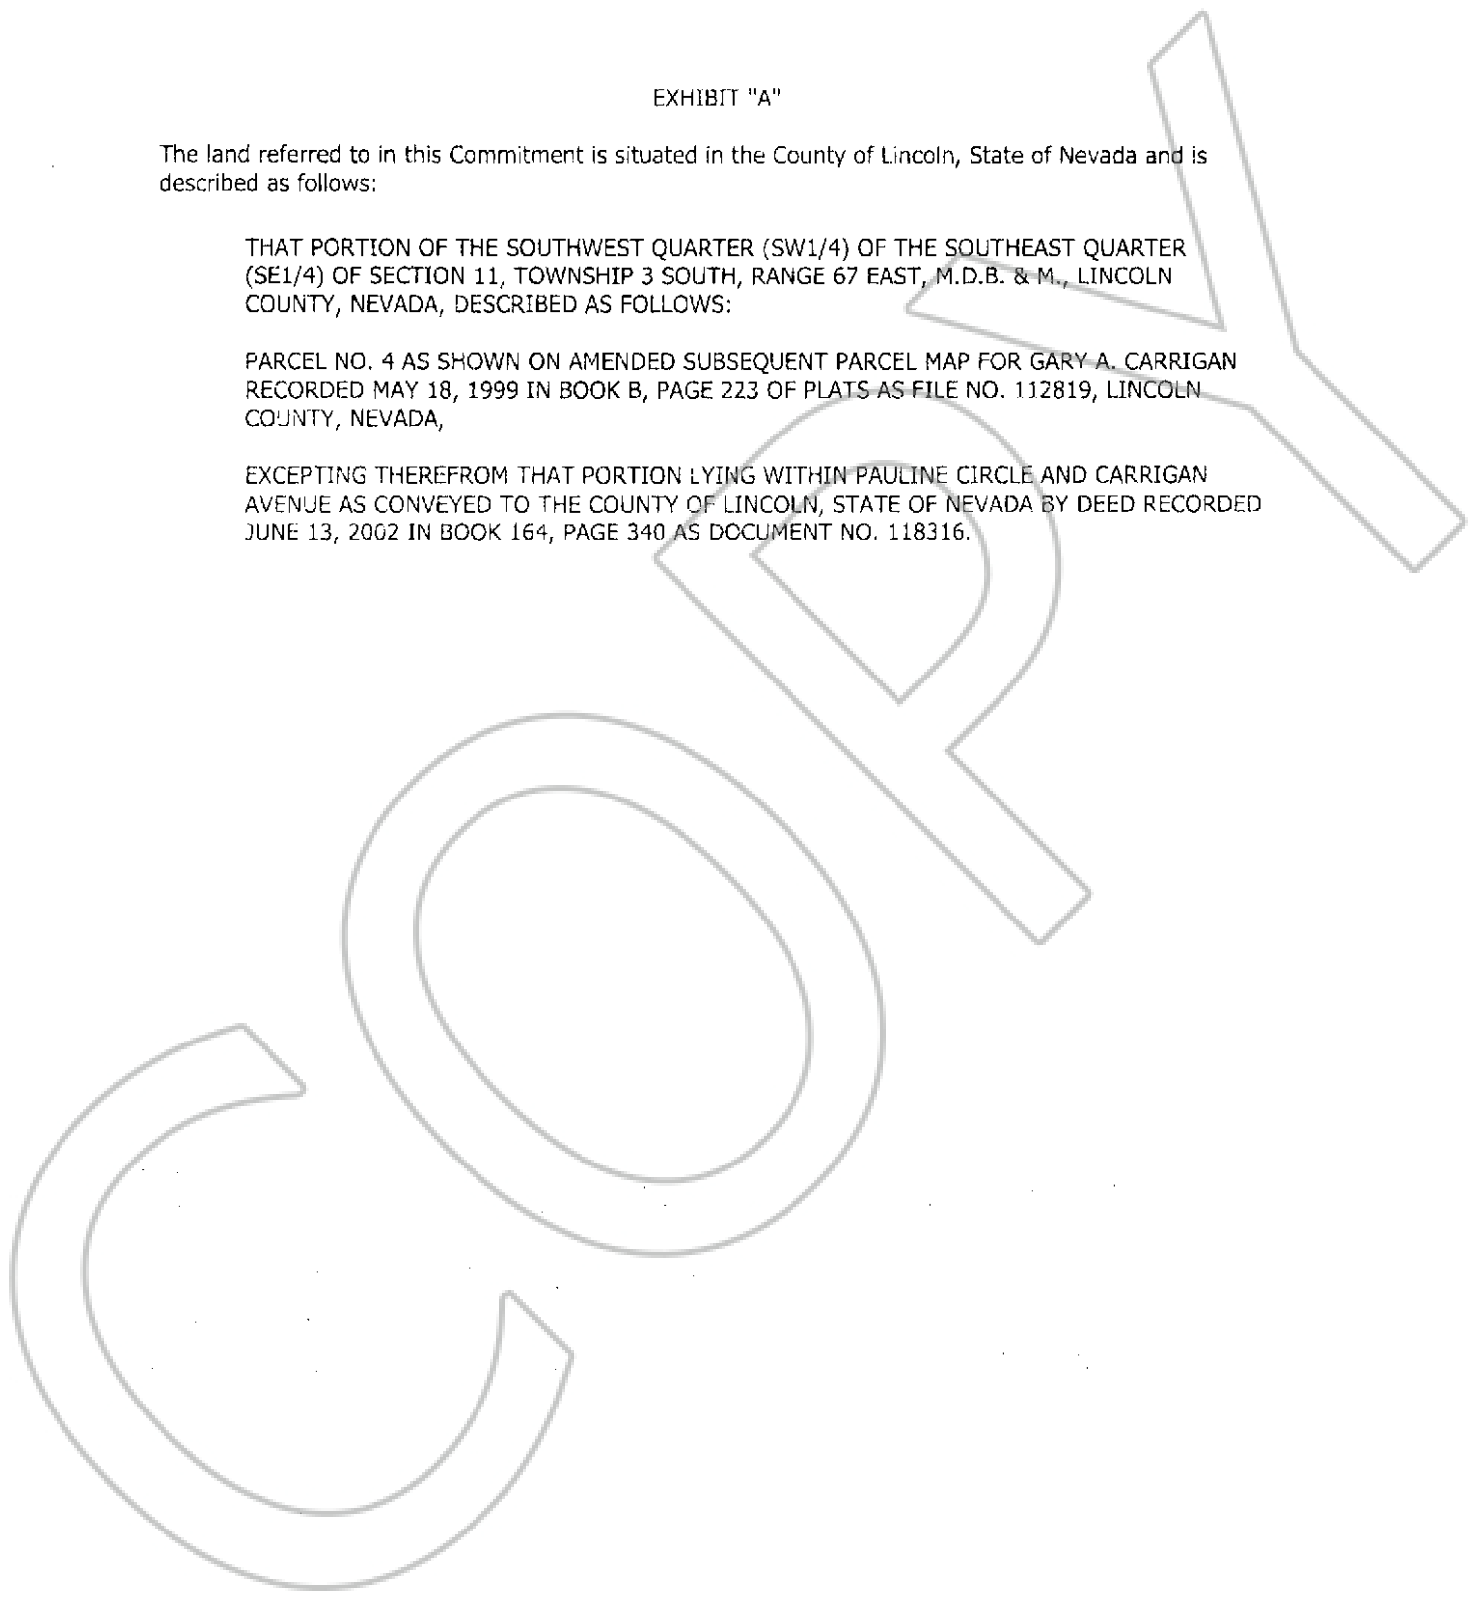 EXHIBIT "A"
The land referred to in this Commitment is situated in the County of Lincoln, State of Nevada and is
described as follows:
THAT PORTION OF THE SOUTHWEST QUARTER (SW1/4) OF THE SOUTHEAST QUARTER
(SE1/4) OF SECTION 11, TOWNSHIP 3 SOUTH, RANGE 67 EAST, M.D.B. & M., LINCOLN
COUNTY, NEVADA, DESCRIBED AS FOLLOWS:
PARCEL NO. 4 AS SHOWN ON AMENDED SUBSEQUENT PARCEL MAP FOR GARY A. CARRIGAN
RECORDED MAY 18, 1999 IN BOOK B, PAGE 223 OF PLATS AS FILE NO. 112819, LINCOLN
COUNTY, NEVADA,
EXCEPTING THEREFROM THAT PORTION LYING WITHIN PAULINE CIRCLE AND CARRIGAN
AVENUE AS CONVEYED TO THE COUNTY OF LINCOLN, STATE OF NEVADA BY DEED RECORDED
JUNE 13, 2002 IN BOOK 164, PAGE 340 AS DOCUMENT NO. 118316.
COPY